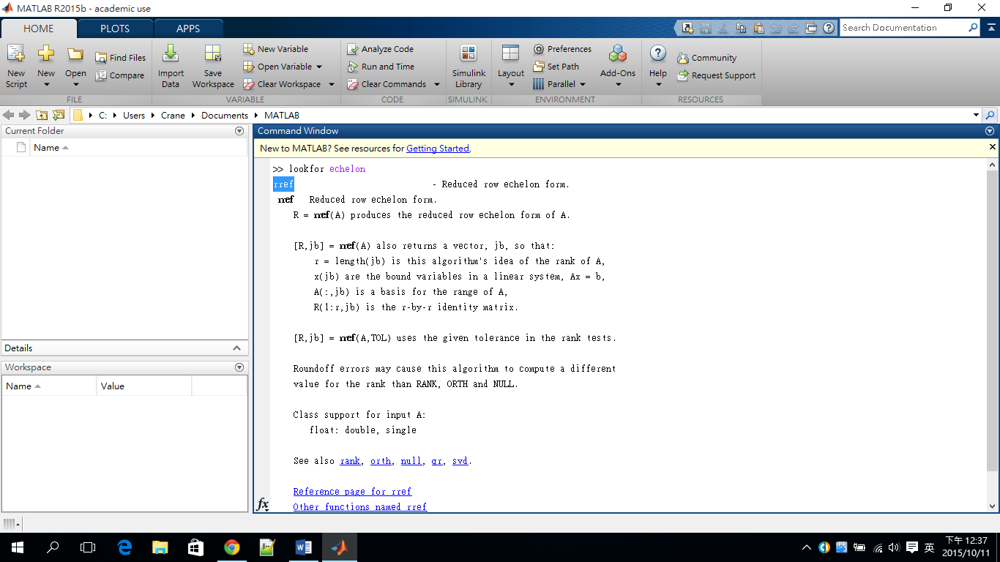 MATLAB R2015b - academic use
HOME PLOTS APPS
Search Documentation
New Script
New
Open
Find Files
Compare
Import Data
Save Workspace
New Variable
Open Variable
Clear Workspace
Analyze Code
Run and Time
Clear Commands
Simulink Library
Layout
Preferences
Set Path
Parallel
Add-Ons
Help
Community
Request Support
FILE VARIABLE CODE SIMULINK ENVIRONMENT RESOURCES
C: Users Crane Documents MATLAB
Current Folder
Name
Details
Workspace
Name Value
Command Window
New to MATLAB? See resources for Getting Started.
>> lookfor echelon
rref - Reduced row echelon form.
rref Reduced row echelon form.
R = rref(A) produces the reduced row echelon form of A.
[R,jb] = rref(A) also returns a vector, jb, so that:
r = length(jb) is this algorithm's idea of the rank of A,
x(jb) are the bound variables in a linear system, Ax = b,
A(:,jb) is a basis for the range of A,
R(1:r,jb) is the r-by-r identity matrix.
[R,jb] = rref(A,TOL) uses the given tolerance in the rank tests.
Roundoff errors may cause this algorithm to compute a different
value for the rank than RANK, ORTH and NULL.
Class support for input A:
float: double, single
See also rank, orth, null, qr, svd.
Reference page for rref
Other functions named rref
fx
英
下午 12:37
2015/10/11